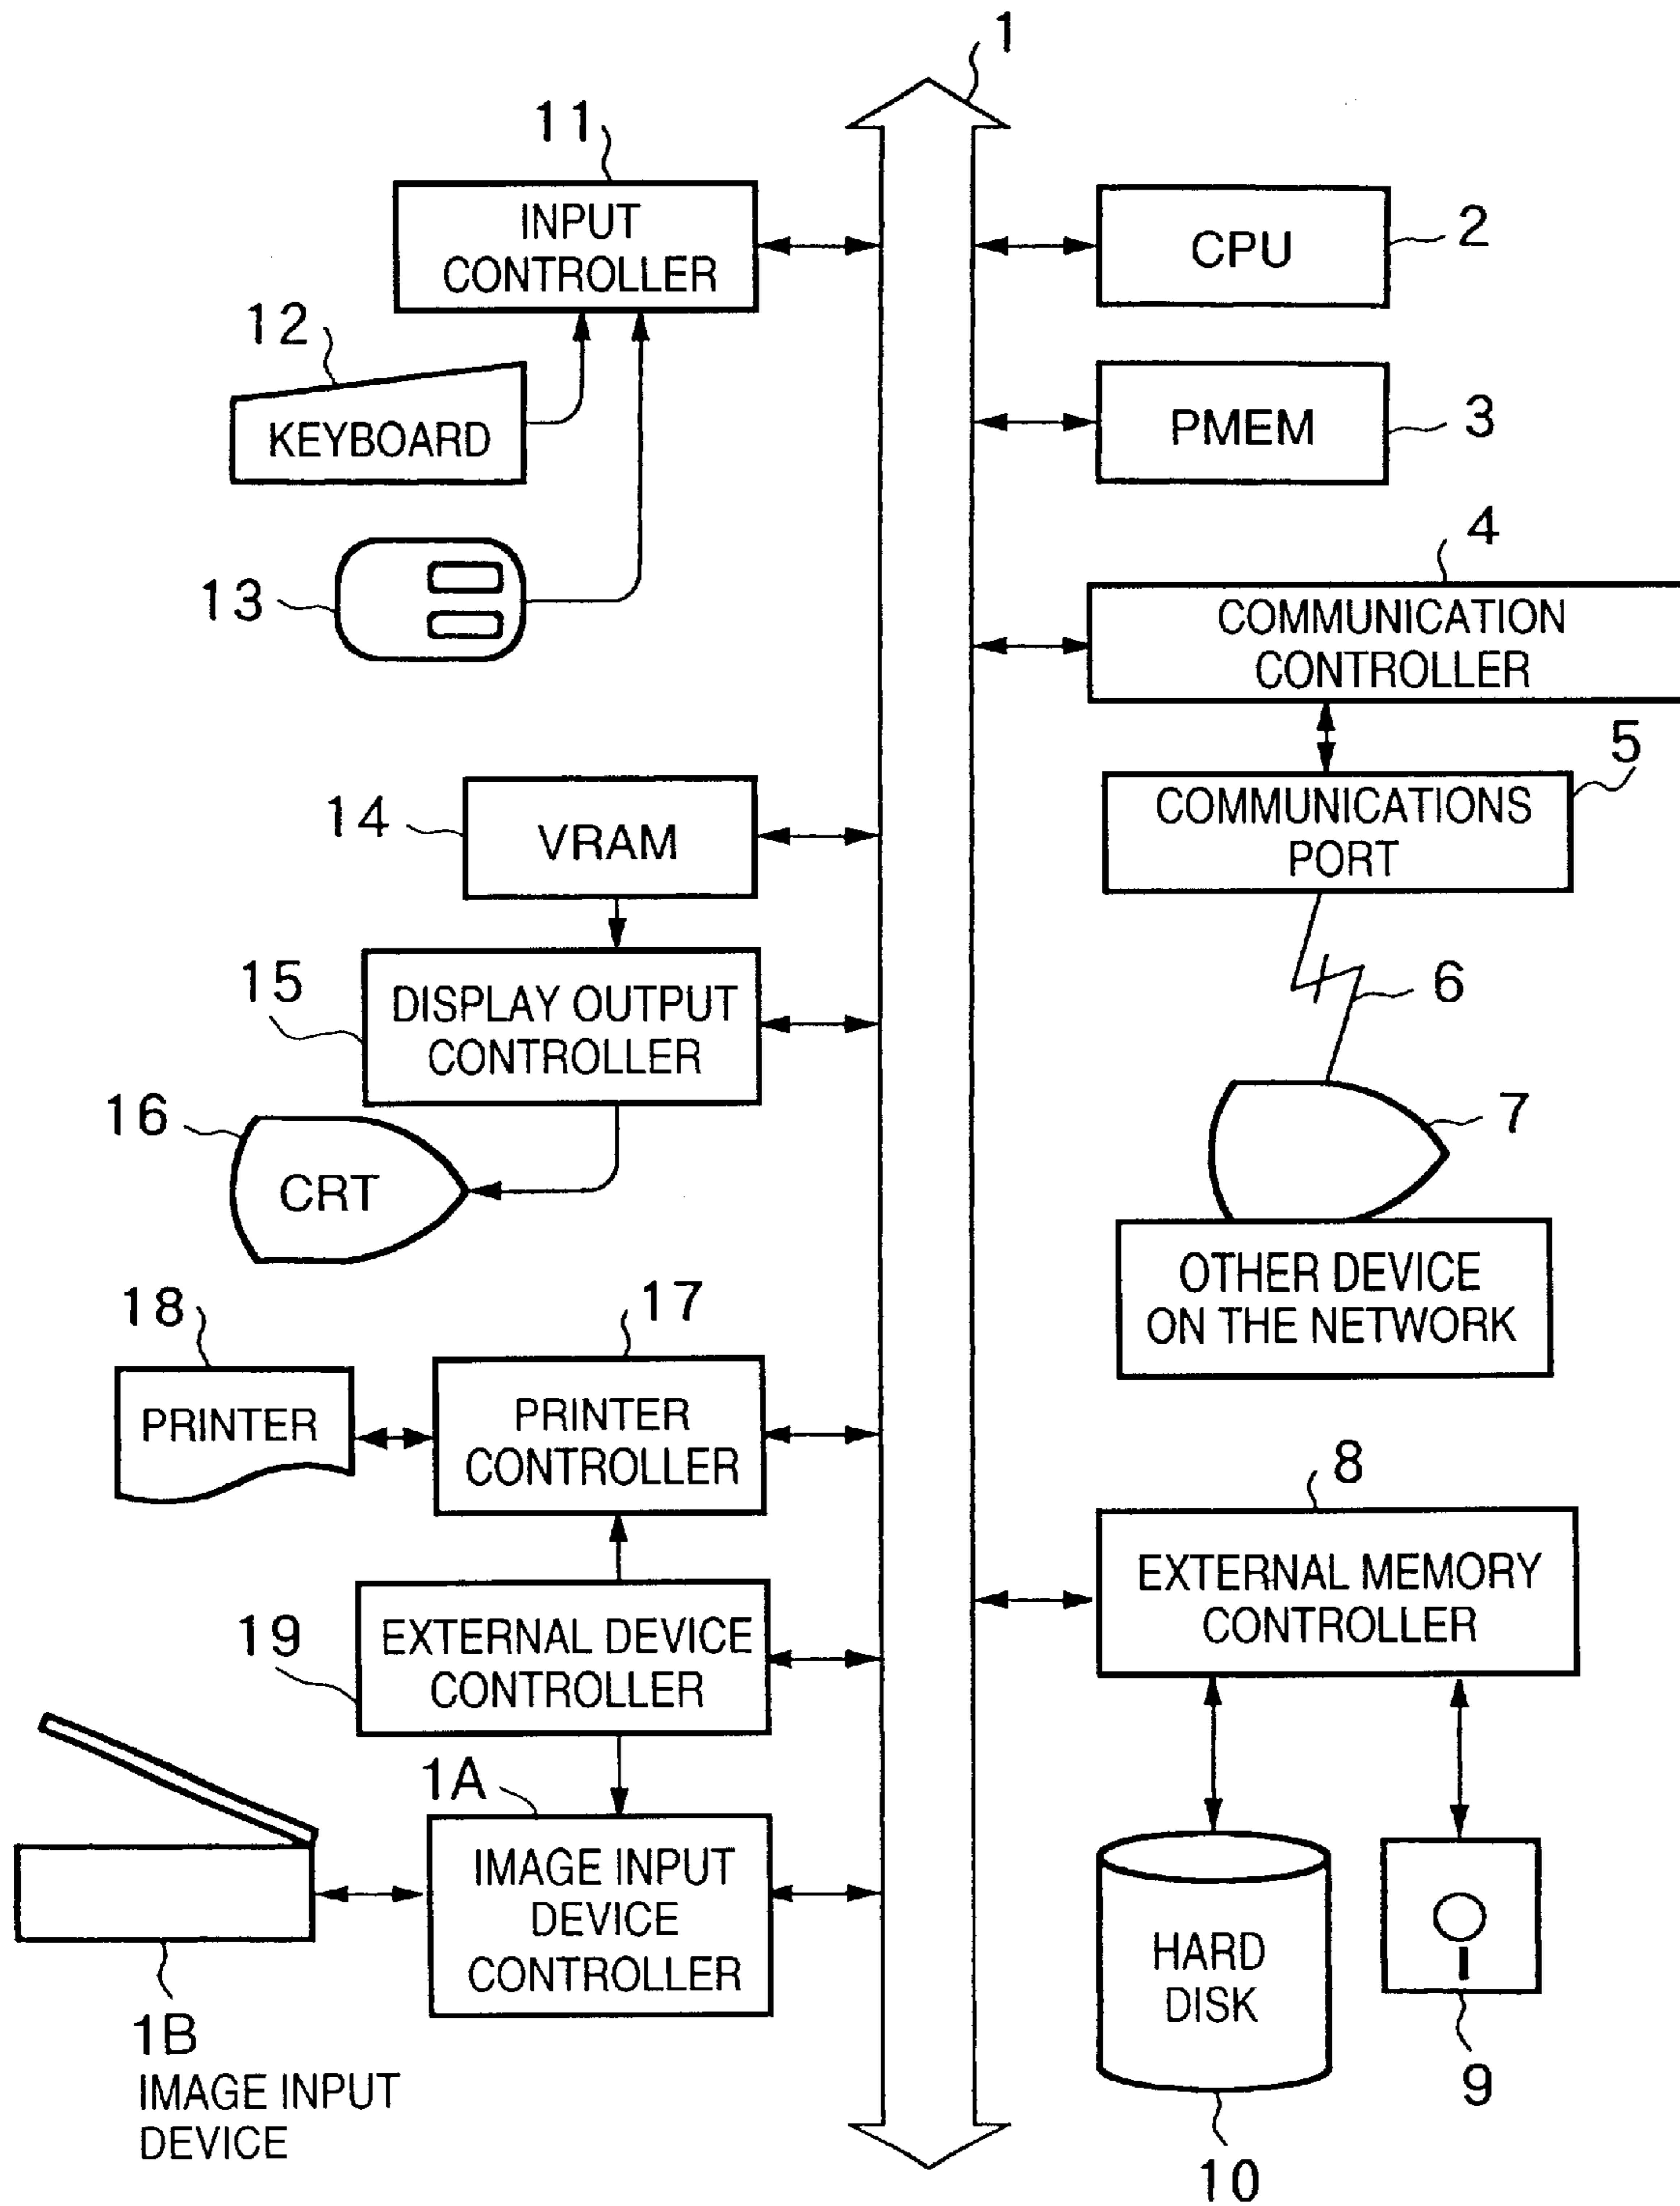 1
11
INPUT
CONTROLLER
CPU
2
12
KEYBOARD
PMEM
3
13
4
COMMUNICATION
CONTROLLER
5
COMMUNICATIONS
PORT
14
VRAM
6
15
DISPLAY OUTPUT
CONTROLLER
16
CRT
7
OTHER DEVICE
ON THE NETWORK
18
PRINTER
17
PRINTER
CONTROLLER
8
EXTERNAL MEMORY
CONTROLLER
19
EXTERNAL DEVICE
CONTROLLER
1A
IMAGE INPUT
DEVICE
CONTROLLER
HARD
DISK
9
10
1B
IMAGE INPUT
DEVICE